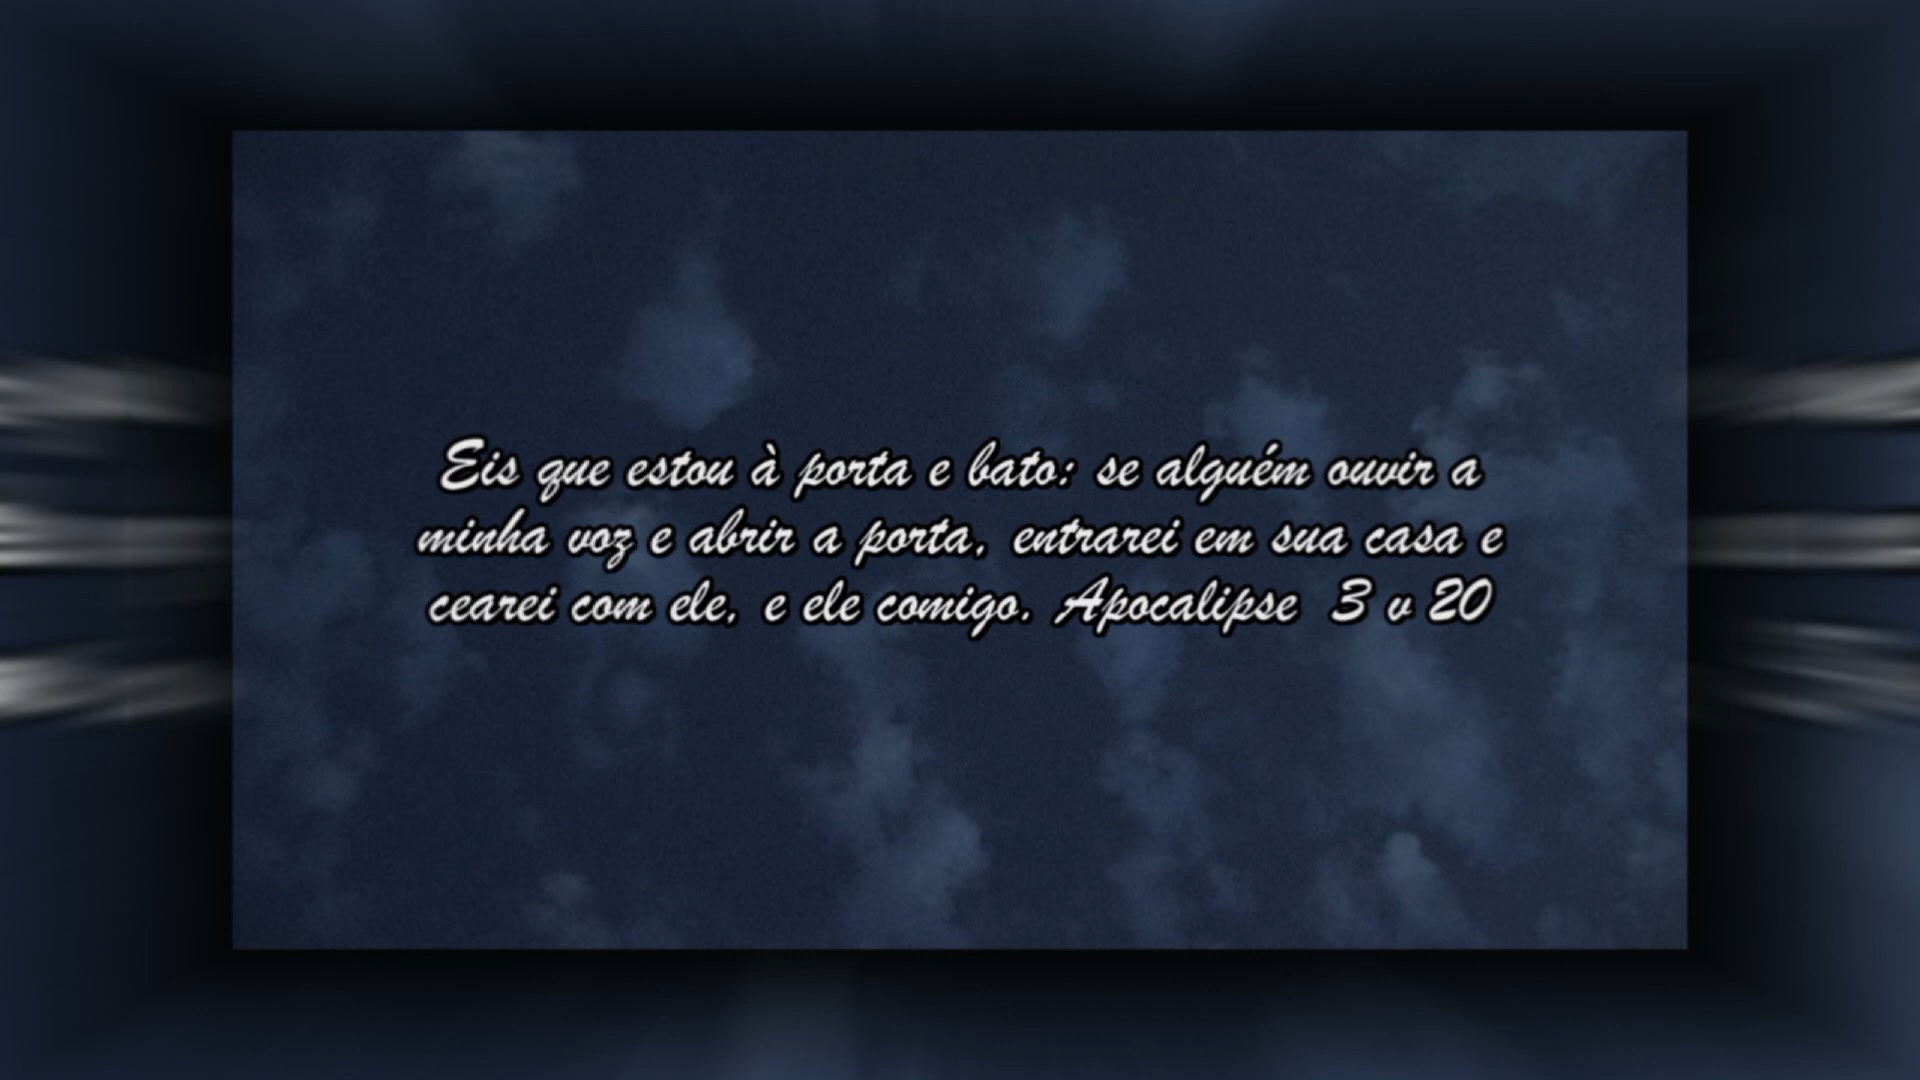 Eis que estou à porta e bato: se alguém ouvir a
minha voz e abrir a porta, entrarei em sua casa e
cearei com ele, e ele comigo. Apocalipse 3 v 20